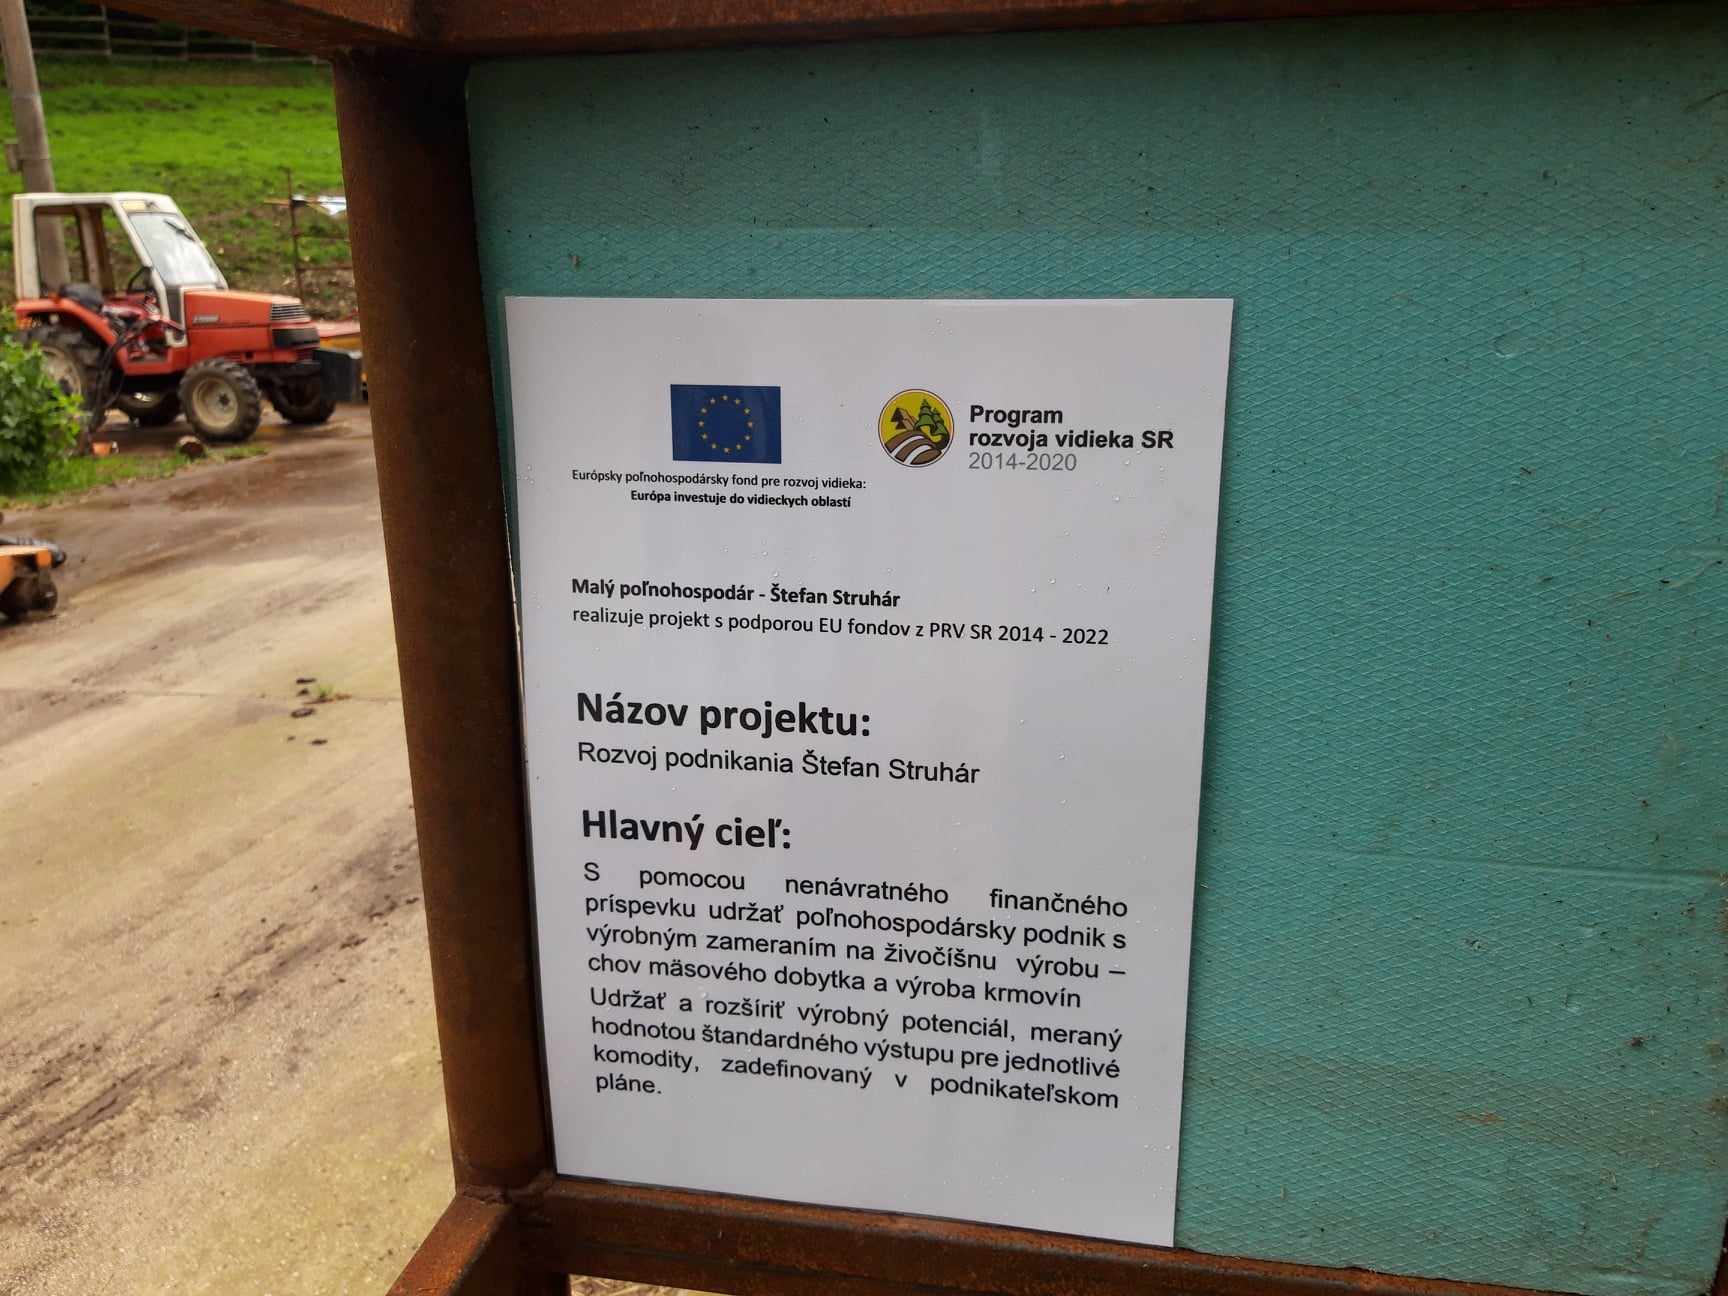 Program
rozvoja vidieka SR
2014-2020
Európsky poľnohospodársky fond pre rozvoj vidieka:
Európa investuje do vidieckych oblastí
Malý poľnohospodár - Štefan Struhár
realizuje projekt s podporou EU fondov z PRV SR 2014 - 2022
Názov projektu:
Rozvoj podnikania Štefan Struhár
Hlavný cieľ:
S pomocou nenávratného finančného
príspevku udržať poľnohospodársky podnik s
výrobným zameraním na živočíšnu výrobu –
chov mäsového dobytka a výroba krmovín
Udržať a rozšíriť výrobný potenciál, meraný
hodnotou štandardného výstupu pre jednotlivé
komodity, zadefinovaný v podnikateľskom
pláne.